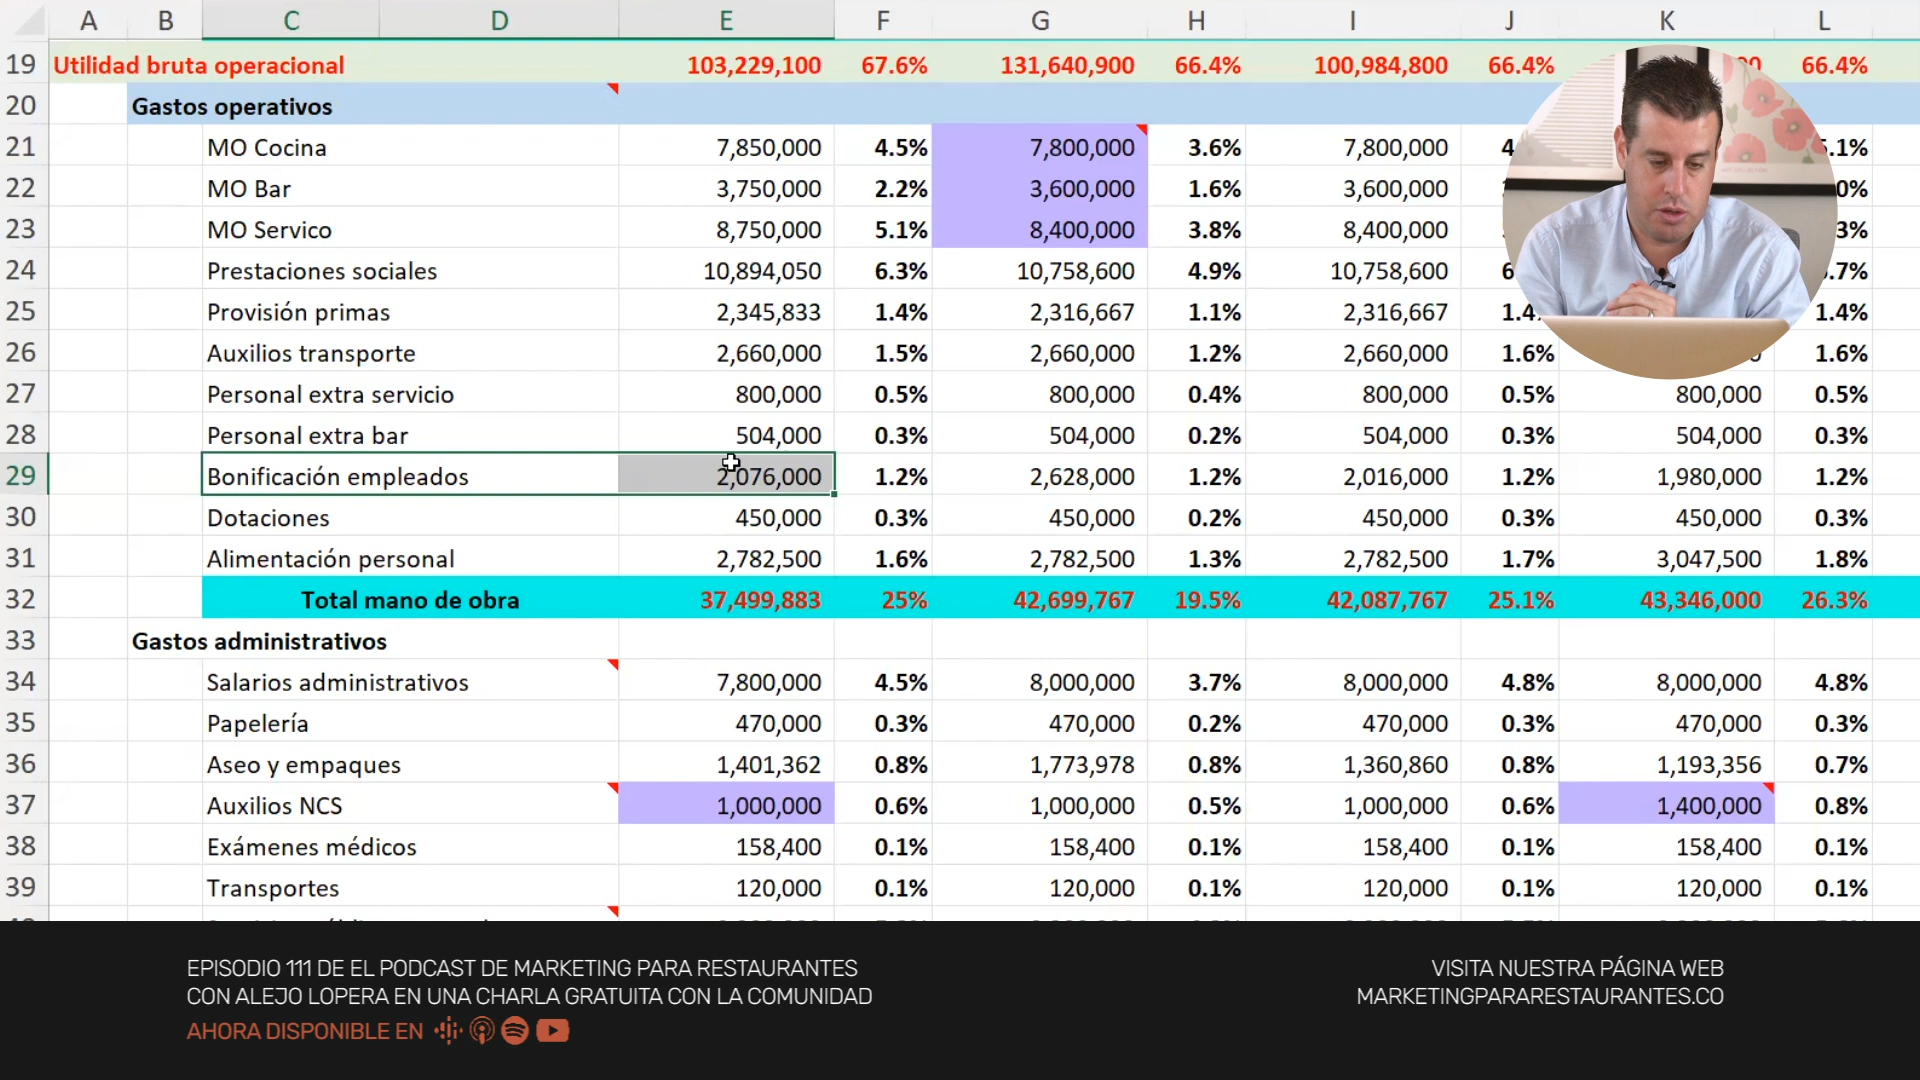 A B C D E F G H I J K L
19 Utilidad bruta operacional 103,229,100 67.6% 131,640,900 66.4% 100,984,800 66.4% 66.4%
20 Gastos operativos
21 MO Cocina 7,850,000 4.5% 7,800,000 3.6% 7,800,000
22 MO Bar 3,750,000 2.2% 3,600,000 1.6% 3,600,000
23 MO Servico 8,750,000 5.1% 8,400,000 3.8% 8,400,000
24 Prestaciones sociales 10,894,050 6.3% 10,758,600 4.9% 10,758,600
25 Provisión primas 2,345,833 1.4% 2,316,667 1.1% 2,316,667 1.4% 1.4%
26 Auxilios transporte 2,660,000 1.5% 2,660,000 1.2% 2,660,000 1.6% 1.6%
27 Personal extra servicio 800,000 0.5% 800,000 0.4% 800,000 0.5% 800,000 0.5%
28 Personal extra bar 504,000 0.3% 504,000 0.2% 504,000 0.3% 504,000 0.3%
29 Bonificación empleados 2,076,000 1.2% 2,628,000 1.2% 2,016,000 1.2% 1,980,000 1.2%
30 Dotaciones 450,000 0.3% 450,000 0.2% 450,000 0.3% 450,000 0.3%
31 Alimentación personal 2,782,500 1.6% 2,782,500 1.3% 2,782,500 1.7% 3,047,500 1.8%
32 Total mano de obra 37,499,883 25% 42,699,767 19.5% 42,087,767 25.1% 43,346,000 26.3%
33 Gastos administrativos
34 Salarios administrativos 7,800,000 4.5% 8,000,000 3.7% 8,000,000 4.8% 8,000,000 4.8%
35 Papelería 470,000 0.3% 470,000 0.2% 470,000 0.3% 470,000 0.3%
36 Aseo y empaques 1,401,362 0.8% 1,773,978 0.8% 1,360,860 0.8% 1,193,356 0.7%
37 Auxilios NCS 1,000,000 0.6% 1,000,000 0.5% 1,000,000 0.6% 1,400,000 0.8%
38 Exámenes médicos 158,400 0.1% 158,400 0.1% 158,400 0.1% 158,400 0.1%
39 Transportes 120,000 0.1% 120,000 0.1% 120,000 0.1% 120,000 0.1%
EPISODIO 111 DE EL PODCAST DE MARKETING PARA RESTAURANTES
CON ALEJO LOPERA EN UNA CHARLA GRATUITA CON LA COMUNIDAD
AHORA DISPONIBLE EN
VISITA NUESTRA PÁGINA WEB
MARKETINGPARARESTAURANTES.CO